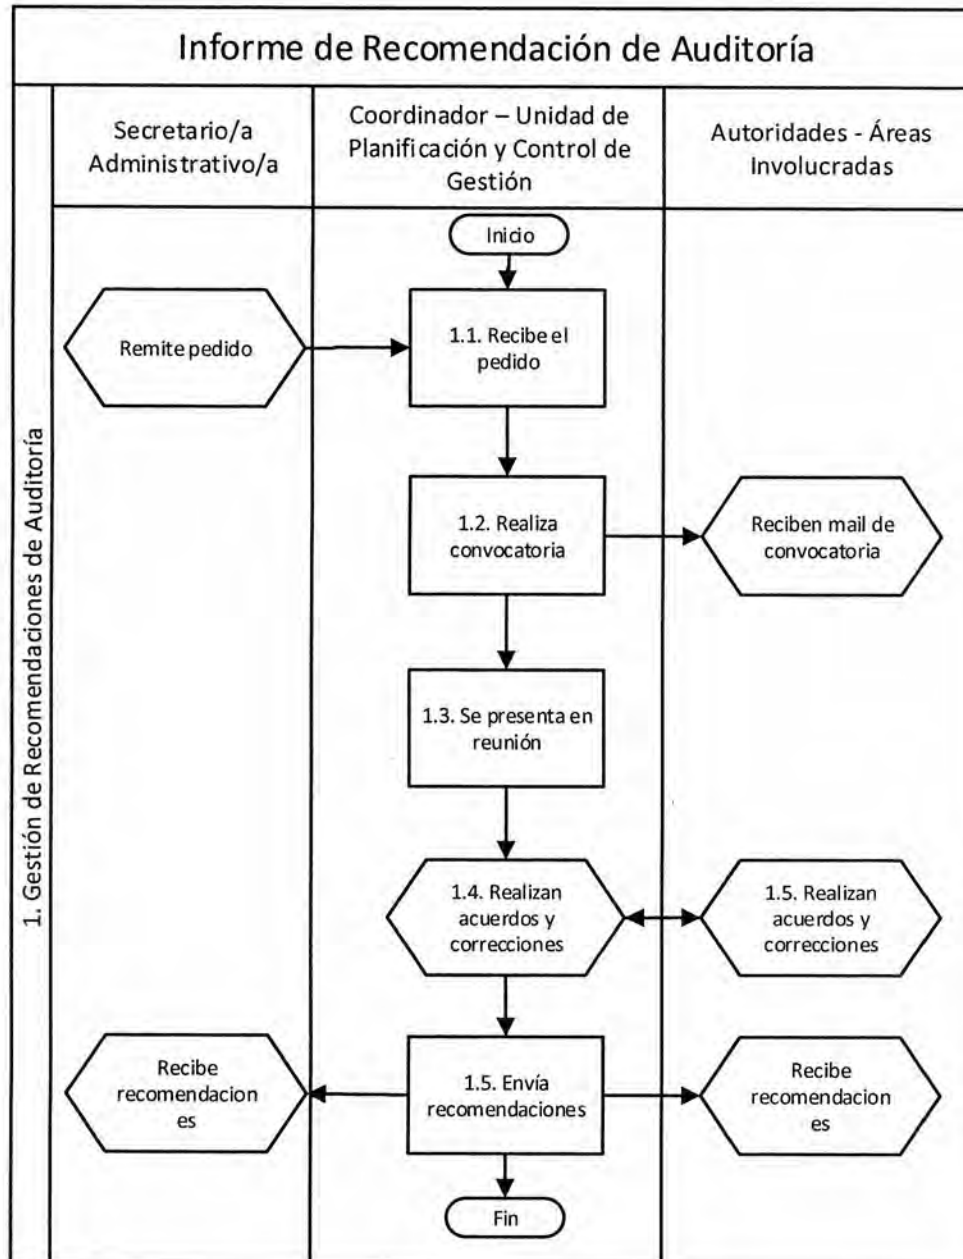 Informe de Recomendación de Auditoría
Secretario/a
Administrativo/a
Coordinador – Unidad de
Planificación y Control de
Gestión
Autoridades - Áreas
Involucradas
1. Gestión de Recomendaciones de Auditoría
Inicio
Remite pedido
1.1. Recibe el
pedido
1.2. Realiza
convocatoria
Reciben mail de
convocatoria
1.3. Se presenta en
reunión
1.4. Realizan
acuerdos y
correcciones
1.5. Realizan
acuerdos y
correcciones
Recibe
recomendacion
es
1.5. Envía
recomendaciones
Recibe
recomendacion
es
Fin